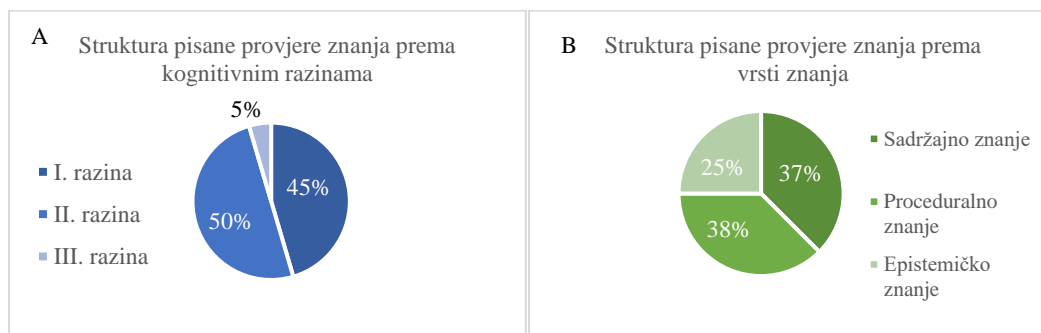 A
Struktura pisane provjere znanja prema
kognitivnim razinama
5%
45%
50%
I. razina
II. razina
III. razina
B
Struktura pisane provjere znanja prema
vrsti znanja
25%
37%
38%
Sadržajno znanje
Proceduralno
znanje
Epistemičko
znanje